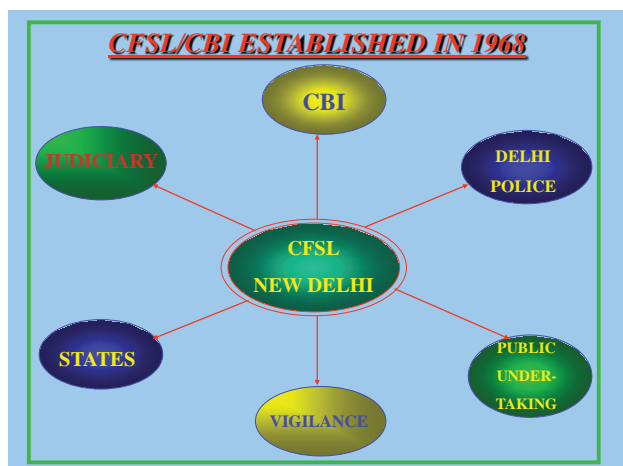 CFSL/CBI ESTABLISHED IN 1968
CBI
JUDICIARY
DELHI
POLICE
CFSL
NEW DELHI
STATES
PUBLIC
UNDER-
TAKING
VIGILANCE